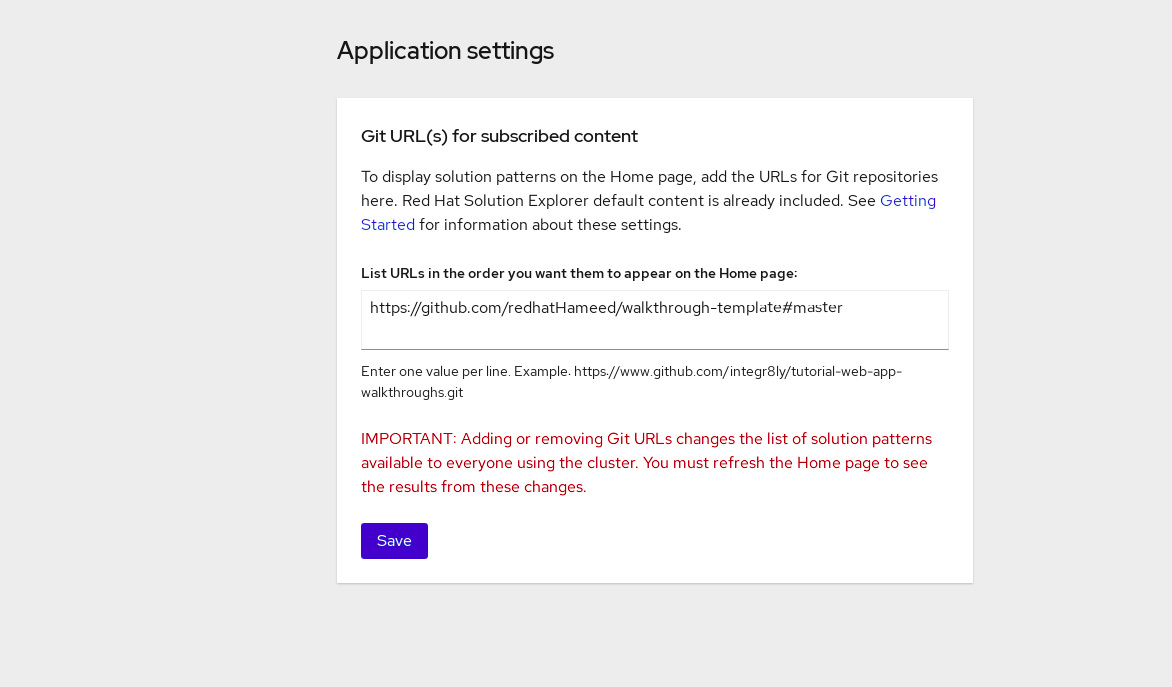 Application settings
Git URL(s) for subscribed content
To display solution patterns on the Home page, add the URLs for Git repositories
here. Red Hat Solution Explorer default content is already included. See Getting
Started for information about these settings.
List URLs in the order you want them to appear on the Home page:
https://github.com/redhatHameed/walkthrough-template#master
Enter one value per line. Example: https://www.github.com/integr8ly/tutorial-web-app-
walkthroughs.git
IMPORTANT: Adding or removing Git URLs changes the list of solution patterns
available to everyone using the cluster. You must refresh the Home page to see
the results from these changes.
Save